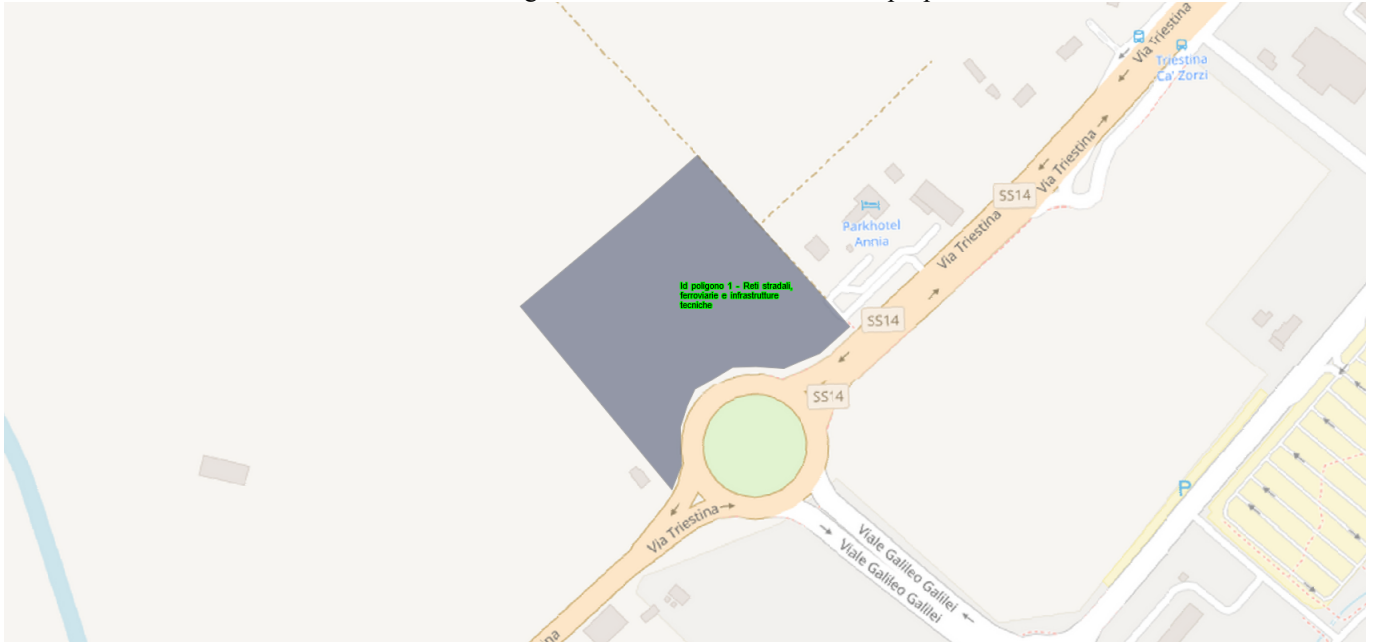 Via Triestina
Triestina
Ca' Zorzi
Via Triestina
SS14
Parkhotel
Annia
Via Triestina
Id poligono 1 - Reti stradali,
ferroviarie e infrastrutture
tecniche
SS14
SS14
P
Via Triestina
Viale Galileo Galilei
Viale Galileo Galilei